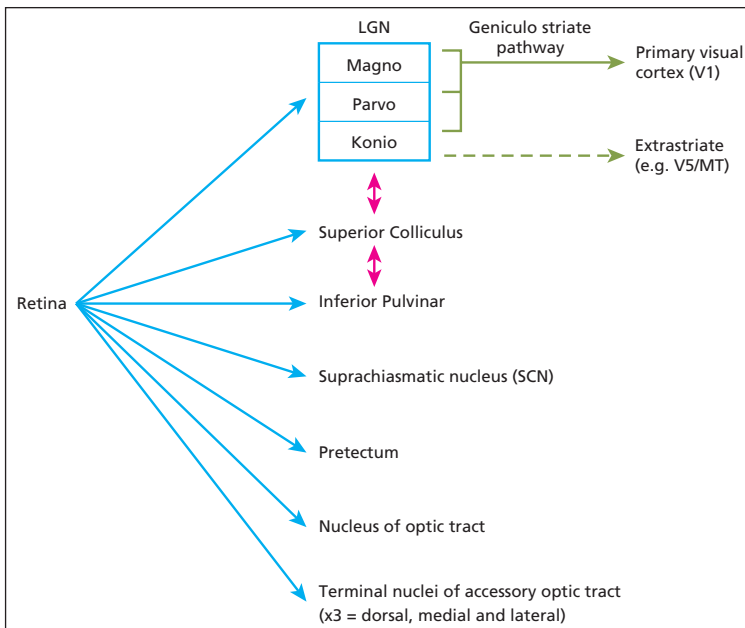 LGN
Geniculo striate
pathway
Magno
Parvo
Konio
Primary visual
cortex (V1)
Extrastriate
(e.g. V5/MT)
Superior Colliculus
Retina
Inferior Pulvinar
Suprachiasmatic nucleus (SCN)
Pretectum
Nucleus of optic tract
Terminal nuclei of accessory optic tract
(x3 = dorsal, medial and lateral)